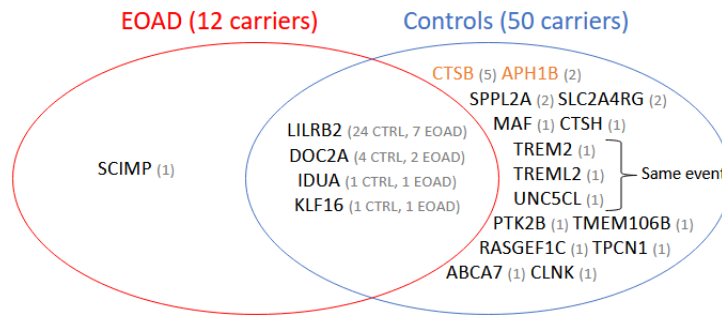 EOAD (12 carriers) Controls (50 carriers)
CTSB (5) APH1B (2)
SPPL2A (2) SLC2A4RG (2)
MAF (1) CTSH (1)
TREM2 (1)
TREML2 (1) Same event
UNC5CL (1)
PTK2B (1) TMEM106B (1)
RASGEF1C (1) TPCN1 (1)
ABCA7 (1) CLNK (1)
LILRB2 (24 CTRL, 7 EOAD)
DOC2A (4 CTRL, 2 EOAD)
IDUA (1 CTRL, 1 EOAD)
KLF16 (1 CTRL, 1 EOAD)
SCIMP (1)